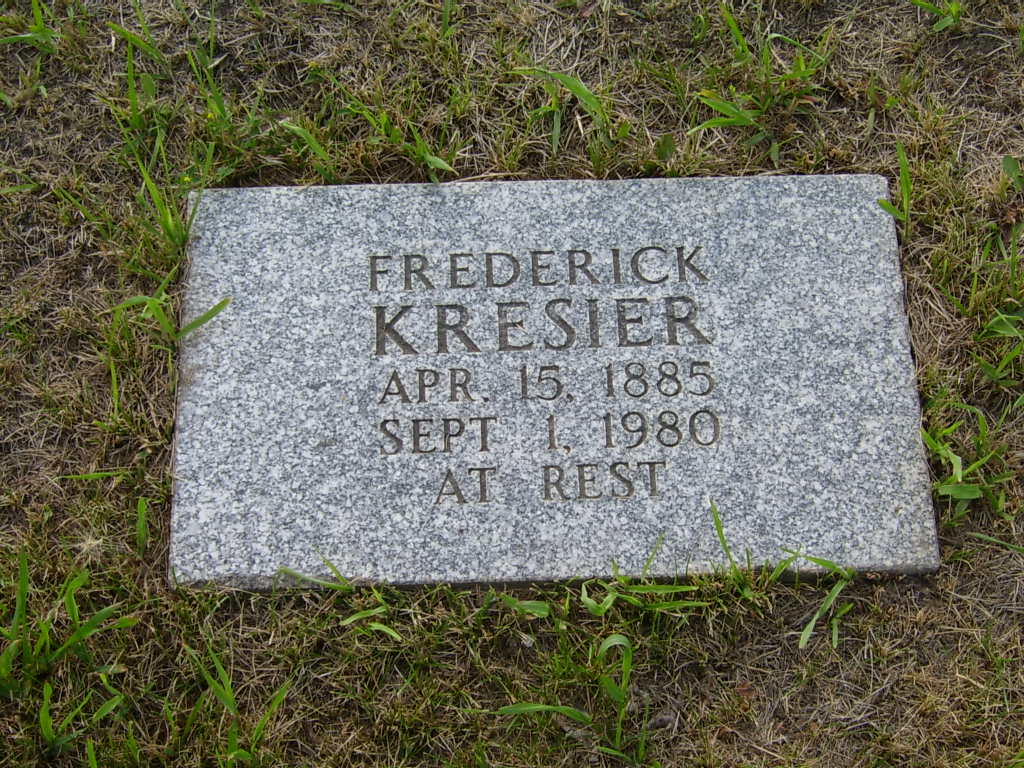 FREDERICK
KRESIER
APR. 15, 1885
SEPT 1, 1980
AT REST